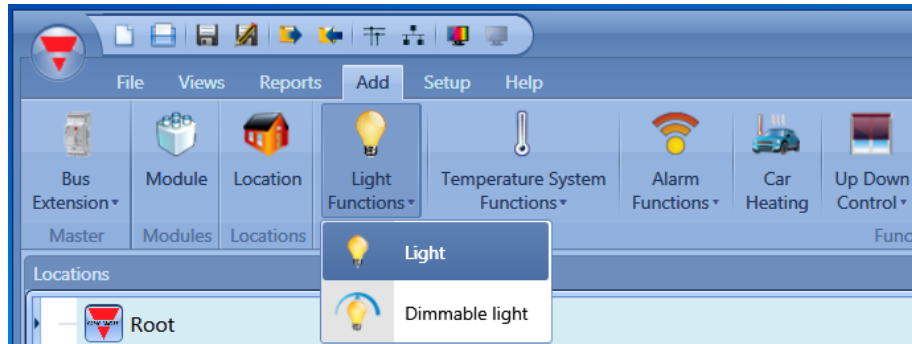 File Views Reports Add Setup Help
Bus Module Location Light Temperature System Alarm Car Up Down
Extension Functions Functions Functions Heating Control
Master Modules Locations Func
Light
Locations
Dimmable light
Root